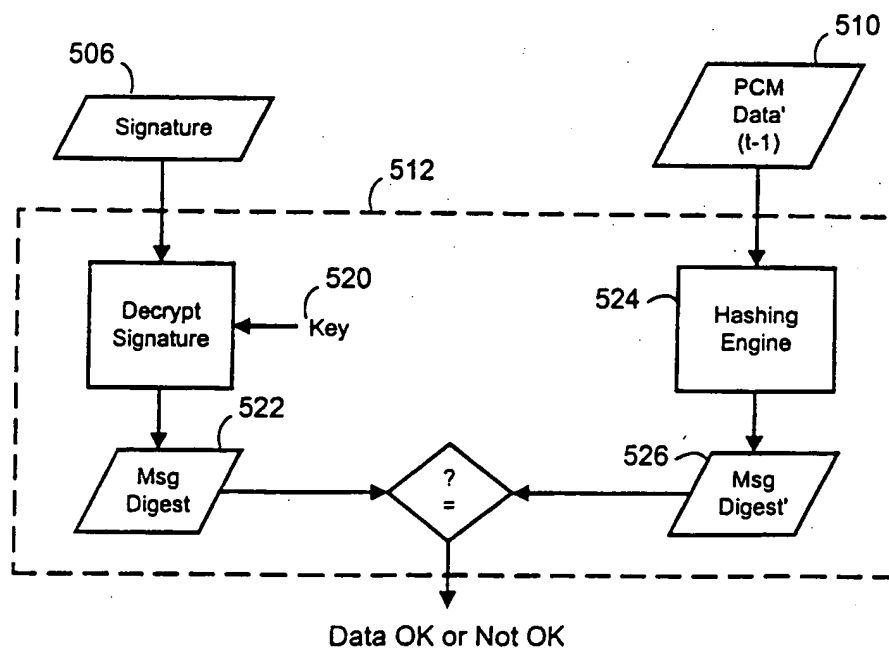 506
510
Signature
PCM
Data'
(t-1)
512
Decrypt
Signature
520
Key
524
Hashing
Engine
522
Msg
Digest
?
=
526
Msg
Digest'
Data OK or Not OK